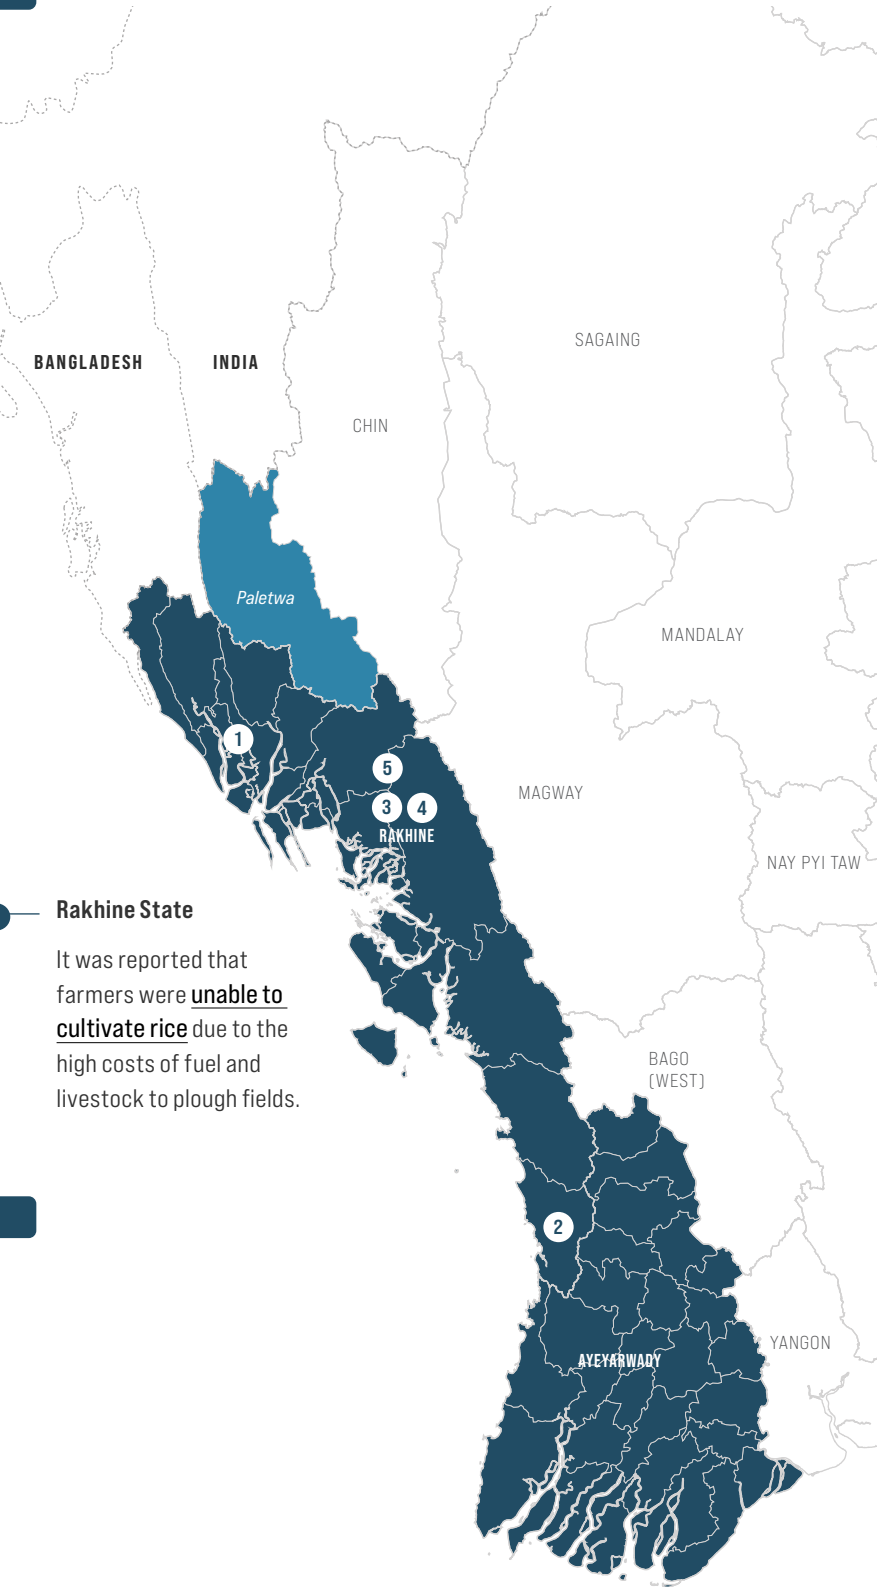 BANGLADESH
INDIA
SAGAING
CHIN
Paletwa
MANDALAY
1
5
MAGWAY
3
4
RAKHINE
NAY PYI TAW
Rakhine State
It was reported that
farmers were unable to
cultivate rice due to the
high costs of fuel and
livestock to plough fields.
BAGO
(WEST)
2
YANGON
AYEYARWADY